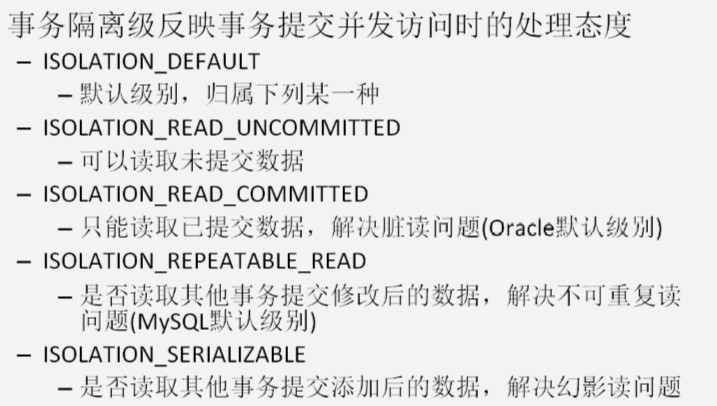 事务隔离级反映事务提交并发访问时的处理态度
– ISOLATION_DEFAULT
– 默认级别，归属下列某一种
– ISOLATION_READ_UNCOMMITTED
– 可以读取未提交数据
– ISOLATION_READ_COMMITTED
– 只能读取已提交数据，解决脏读问题(Oracle默认级别)
– ISOLATION_REPEATABLE_READ
– 是否读取其他事务提交修改后的数据，解决不可重复读
问题(MySQL默认级别)
– ISOLATION_SERIALIZABLE
– 是否读取其他事务提交添加后的数据，解决幻影读问题